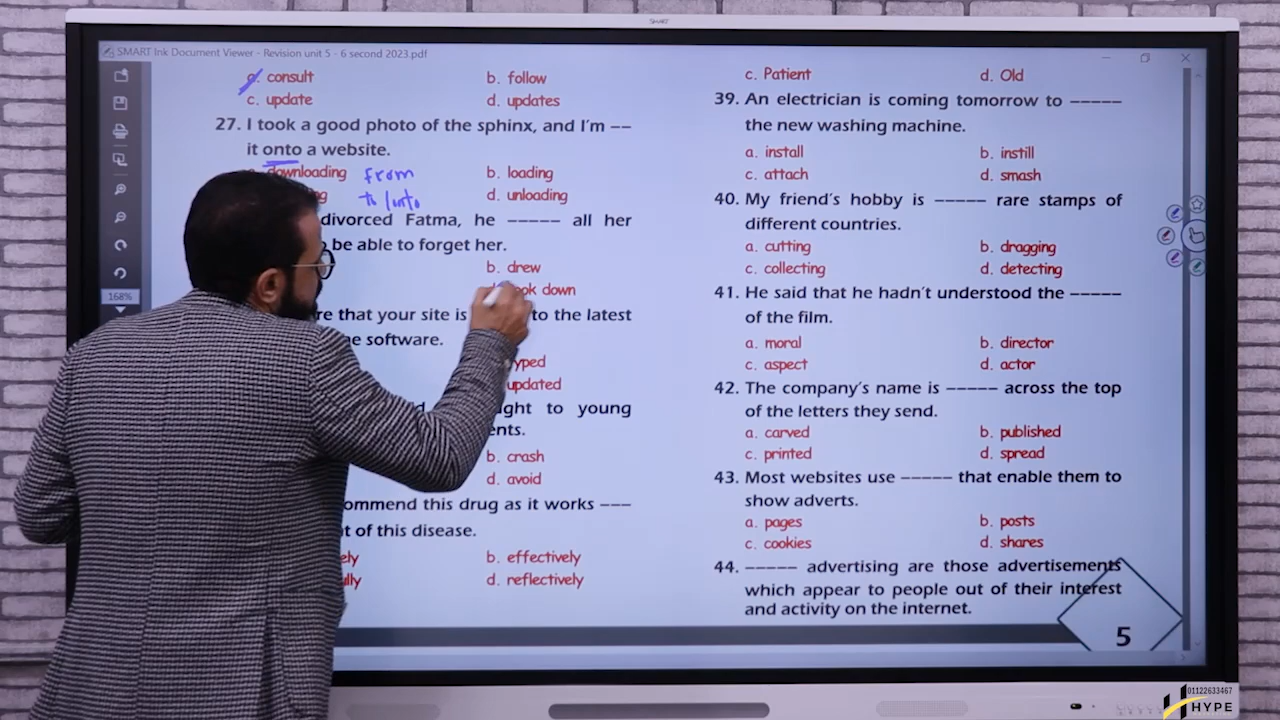 SMART
SMART Ink Document Viewer - Revision unit 5 - 6 second 2023.pdf
a. consult b. follow
c. update d. updates
27. I took a good photo of the sphinx, and I'm --
it onto a website.
downloading from b. loading
to / onto d. unloading
divorced Fatma, he ----- all her
be able to forget her.
b. drew
down
that your site is to the latest
software.
updated
to young
b. crash
d. avoid
this drug as it works ---
of this disease.
b. effectively
d. reflectively
168%
c. Patient d. Old
39. An electrician is coming tomorrow to -----
the new washing machine.
a. install b. instill
c. attach d. smash
40. My friend's hobby is ----- rare stamps of
different countries.
a. cutting b. dragging
c. collecting d. detecting
41. He said that he hadn't understood the -----
of the film.
a. moral b. director
c. aspect d. actor
42. The company's name is ----- across the top
of the letters they send.
a. carved b. published
c. printed d. spread
43. Most websites use ----- that enable them to
show adverts.
a. pages b. posts
c. cookies d. shares
44. ----- advertising are those advertisements
which appear to people out of their interest
and activity on the internet.
5
01122633467
HYPE